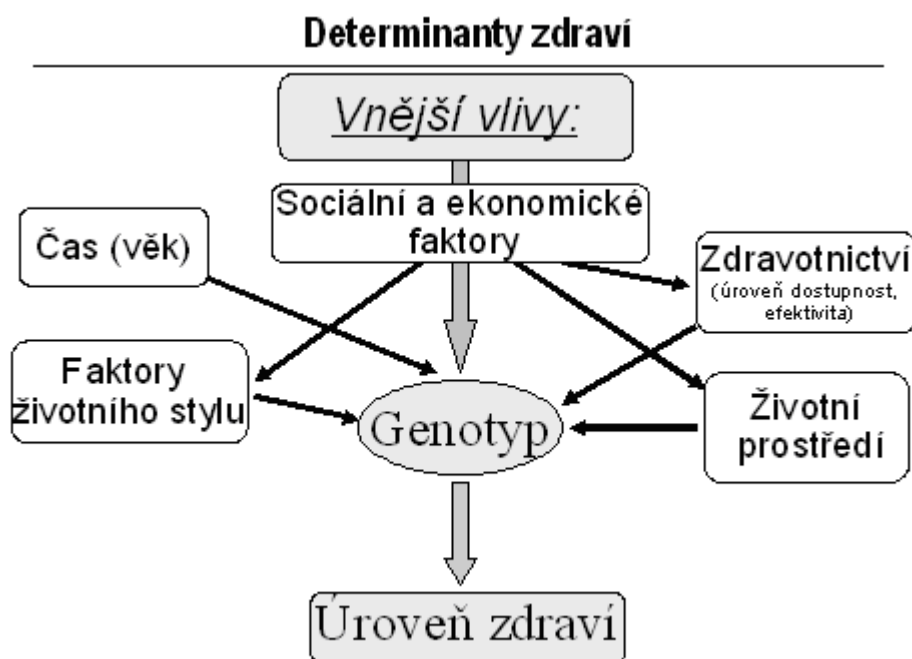 Determinanty zdraví
Vnější vlivy:
Sociální a ekonomické
faktory
Čas (věk)
Zdravotnictví
(úroveň dostupnost,
efektivita)
Faktory
životního stylu
Genotyp
Životní
prostředí
Úroveň zdraví